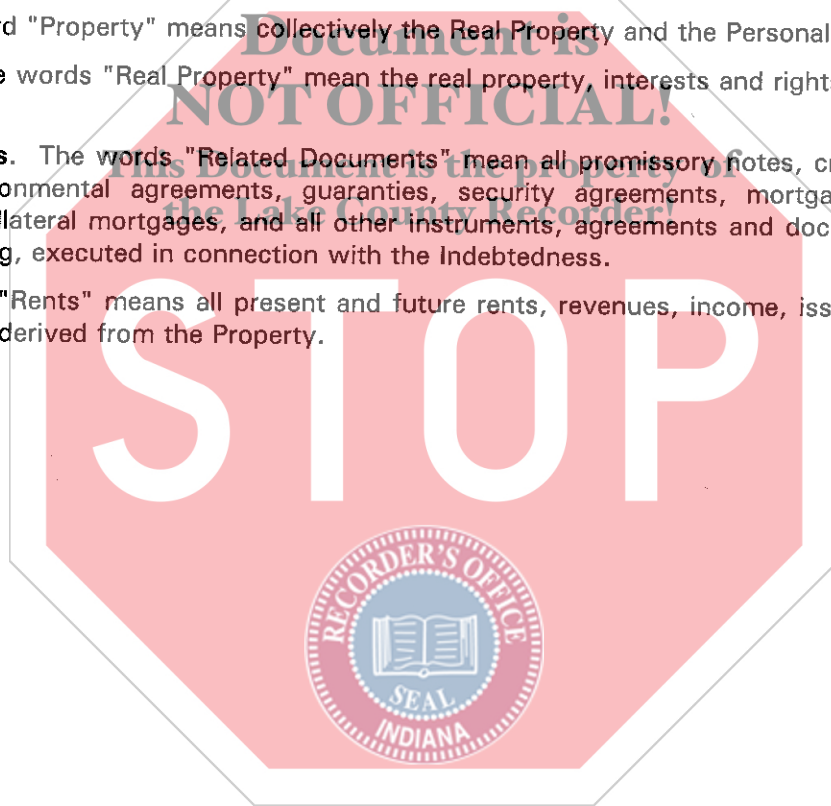 rd "Property" means collectively the Real Property and the Personal
Document is
e words "Real Property" mean the real property, interests and right
NOT OFFICIAL!
s. The words "Related Documents" mean all promissory notes, cr
This Document is the property of
onmental agreements, guaranties, security agreements, mortga
the Lake County Recorder!
llateral mortgages, and all other instruments, agreements and doc
g, executed in connection with the Indebtedness.
"Rents" means all present and future rents, revenues, income, iss
derived from the Property.
STOP
RECORDER'S OFFICE
SEAL
INDIANA